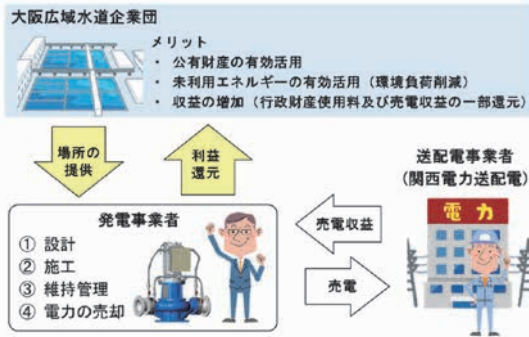 大阪広域水道企業団
メリット
・ 公有財産の有効活用
・ 未利用エネルギーの有効活用（環境負荷削減）
・ 収益の増加（行政財産使用料及び売電収益の一部還元）
場所の
提供
利益
還元
送配電事業者
(関西電力送配電)
発電事業者
① 設計
② 施工
③ 維持管理
④ 電力の売却
売電収益
売電
電力